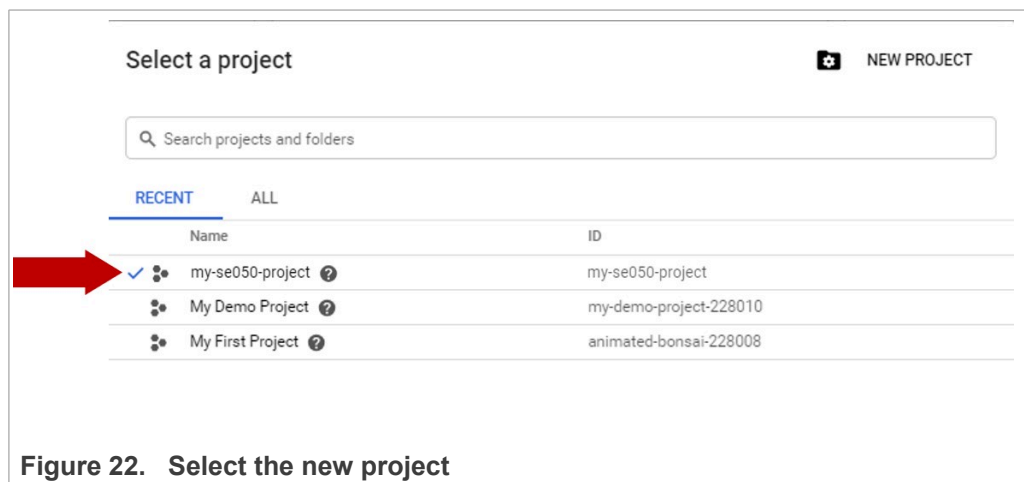 Select a project
NEW PROJECT
Search projects and folders
RECENT ALL
Name ID
my-se050-project my-se050-project
My Demo Project my-demo-project-228010
My First Project animated-bonsai-228008
Figure 22. Select the new project